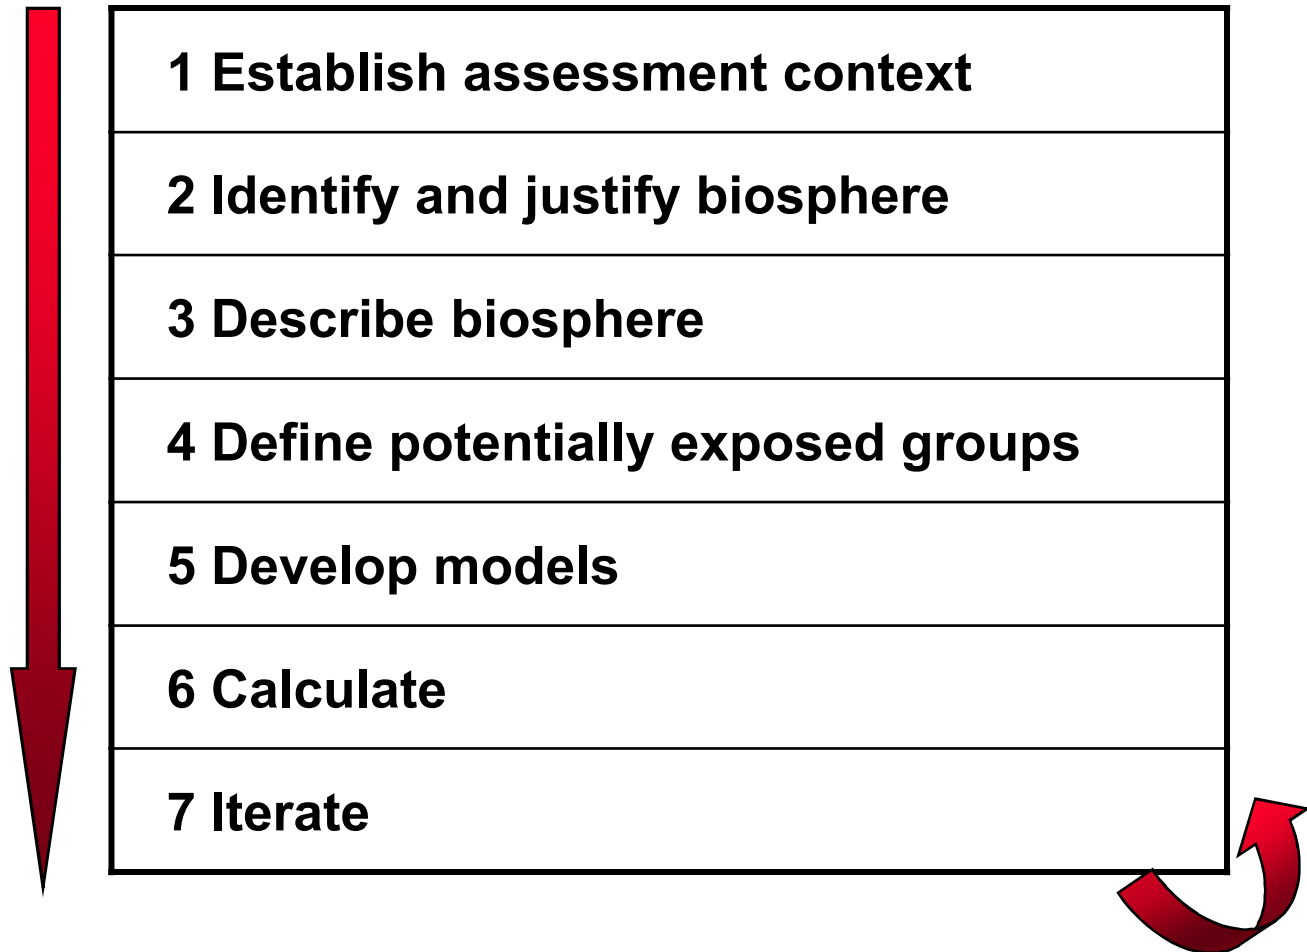 1 Establish assessment context
2 Identify and justify biosphere
3 Describe biosphere
4 Define potentially exposed groups
5 Develop models
6 Calculate
7 Iterate